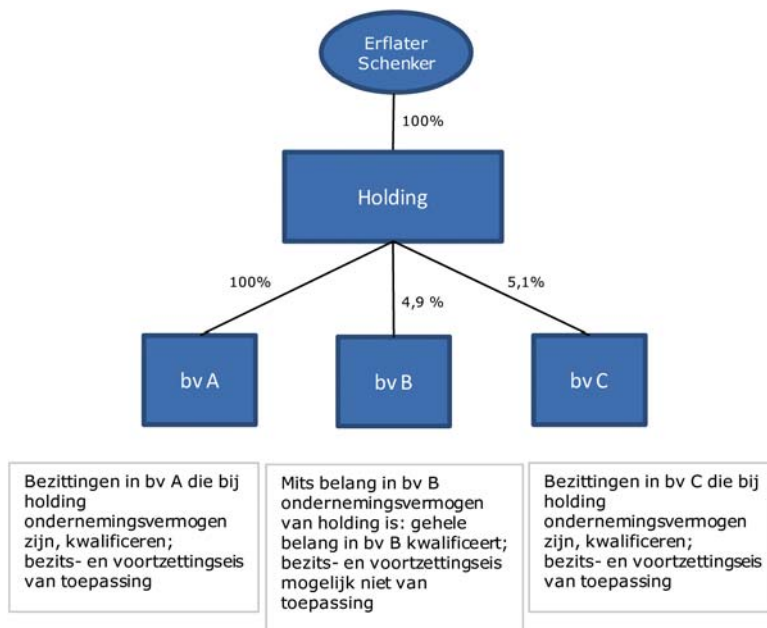 Erflater
Schenker
100%
Holding
100%
4,9 %
5,1%
bv A
bv B
bv C
Bezittingen in bv A die bij
holding
ondernemingsvermogen
zijn, kwalificeren;
bezits- en voortzettingseis
van toepassing
Mits belang in bv B
ondernemingsvermogen
van holding is: gehele
belang in bv B kwalificeert;
bezits- en voortzettingseis
mogelijk niet van
toepassing
Bezittingen in bv C die bij
holding
ondernemingsvermogen
zijn, kwalificeren;
bezits- en voortzettingseis
van toepassing